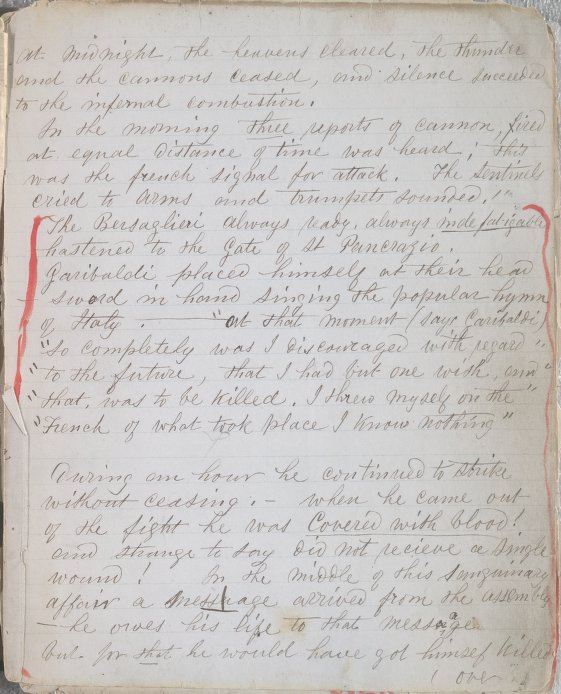 at midnight, the heavens cleared, the thunder
and the cannons ceased, and silence succeeded
to the infernal combustion.
In the morning three reports of cannon, fired
at equal distance of time was heard; this
was the french signal for attack. The Sentinels
cried to arms and trumpets sounded!
The Bersaglieri always ready, always indefatigable
hastened to the Gate of St Pancrazio.
Garibaldi placed himself at their head
– sword in hand singing the popular hymn
of Italy. — "at that moment (says Garibaldi)
"so completely was I discouraged with regard "
"to the future, that I had but one wish, and "
"that, was to be killed. I threw myself on the "
"french of what took place I know nothing"
During an hour he continued to strike
without ceasing. – when he came out
of the fight he was Covered with blood!
and strange to say did not recieve a single
wound! In the middle of this sanguinary
affair a message arrived from the assembly
– he owes his life to that message
but for that he would have got himsef killed
( over